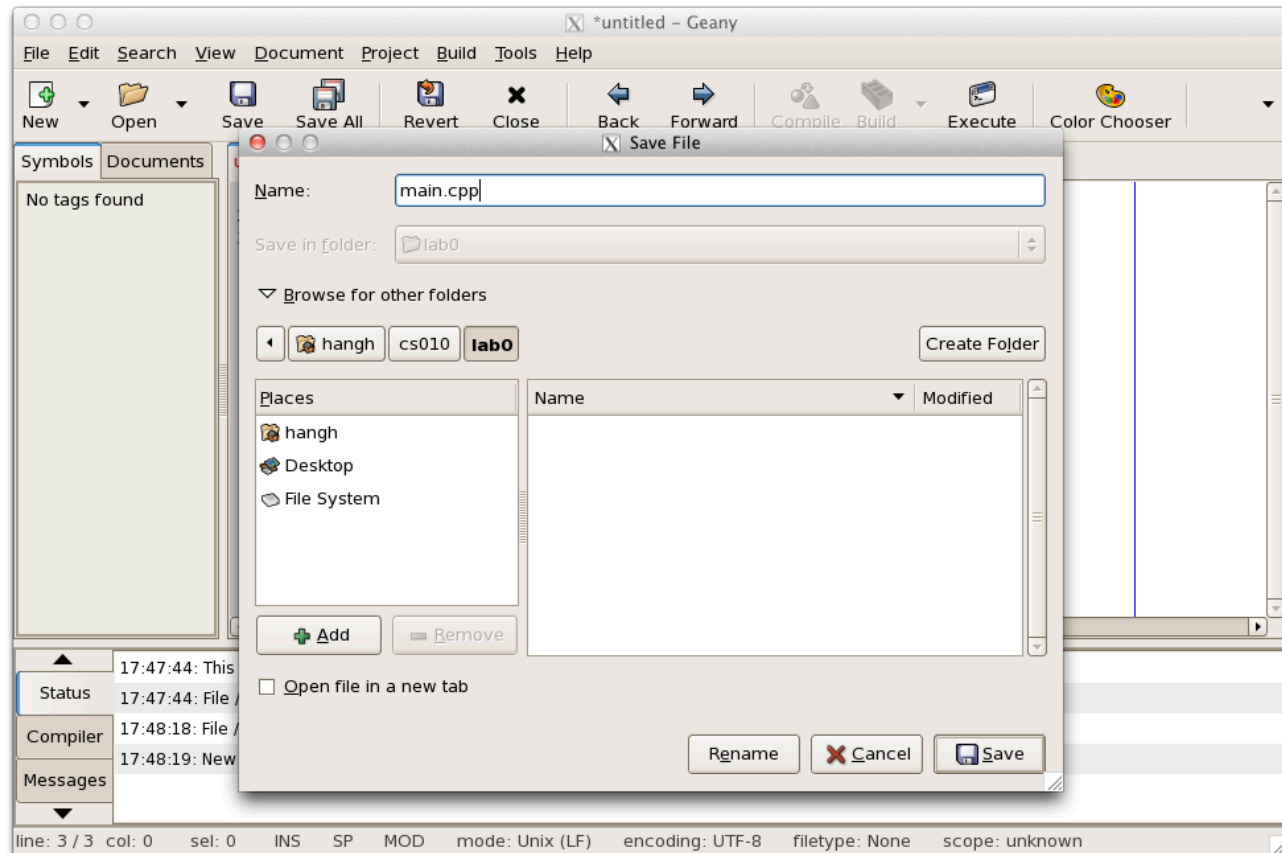 *untitled – Geany
File Edit Search View Document Project Build Tools Help
New Open Save Save All Revert Close Back Forward Compile Build Execute Color Chooser
Save File
Symbols Documents
Name: main.cpp
No tags found
Save in folder: lab0
Browse for other folders
hangh cs010 lab0 Create Folder
Places Name Modified
hangh
Desktop
File System
Add Remove
17:47:44: This
Open file in a new tab
Status 17:47:44: File /
Compiler 17:48:18: File /
17:48:19: New
Rename Cancel Save
Messages
line: 3 / 3 col: 0 sel: 0 INS SP MOD mode: Unix (LF) encoding: UTF-8 filetype: None scope: unknown